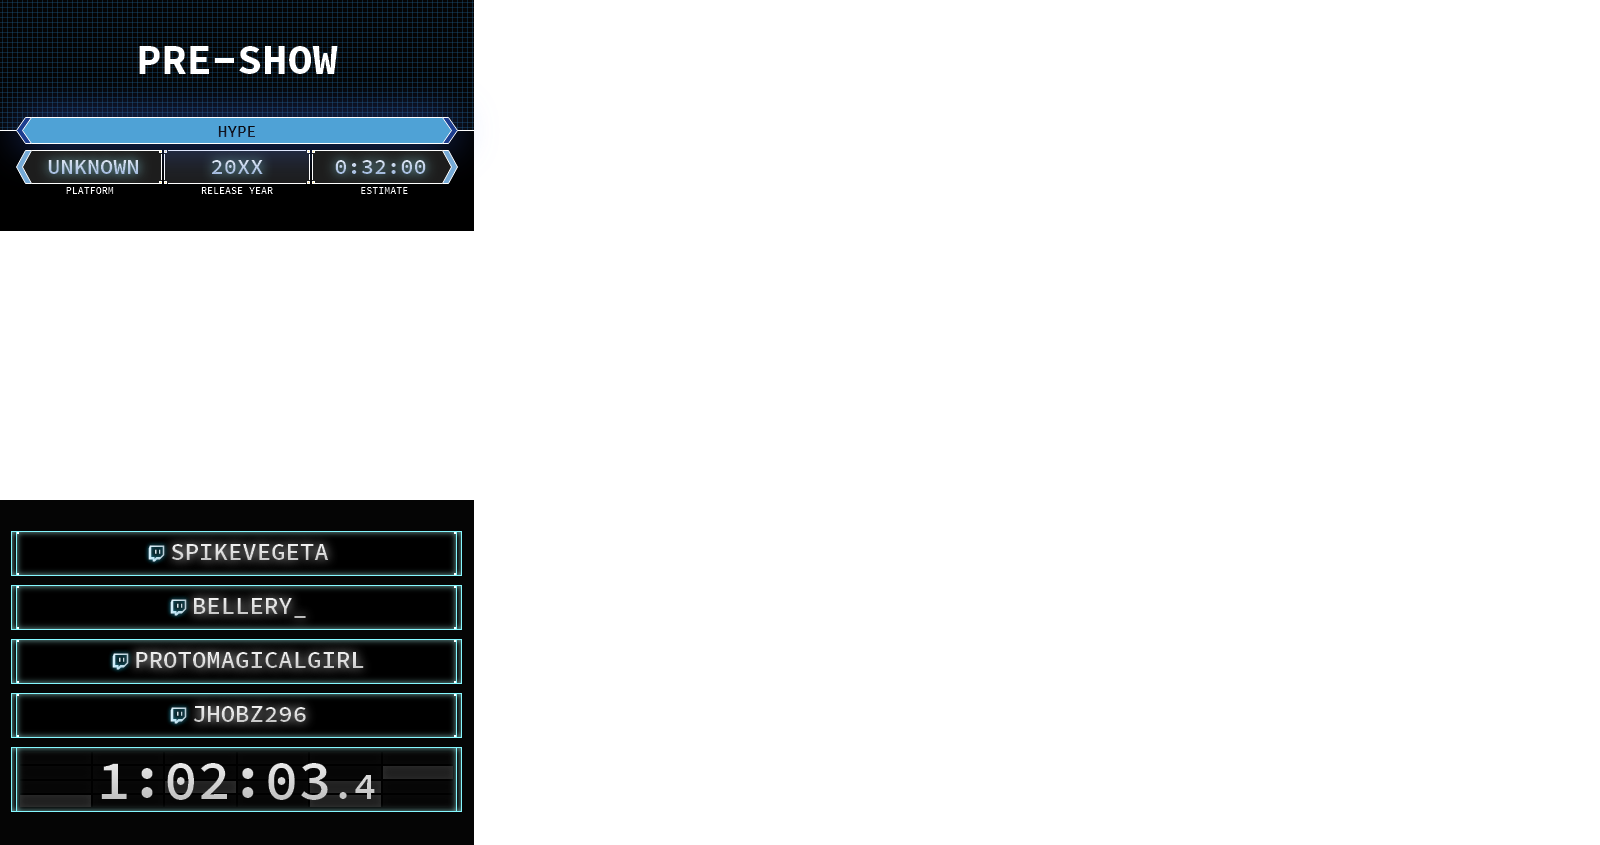 PRE-SHOW
HYPE
UNKNOWN 20XX 0:32:00
PLATFORM RELEASE YEAR ESTIMATE
SPIKEVEGETA
BELLERY_
PROTOMAGICALGIRL
JHOBZ296
1:02:03.4